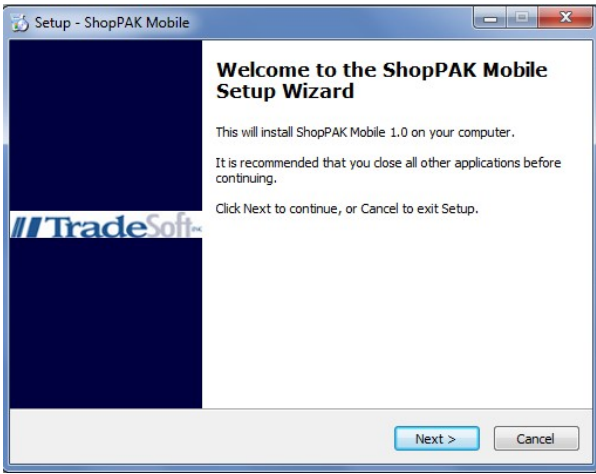 Setup - ShopPAK Mobile
Welcome to the ShopPAK Mobile
Setup Wizard
This will install ShopPAK Mobile 1.0 on your computer.
It is recommended that you close all other applications before
continuing.
Click Next to continue, or Cancel to exit Setup.
TradeSoft
Next >
Cancel